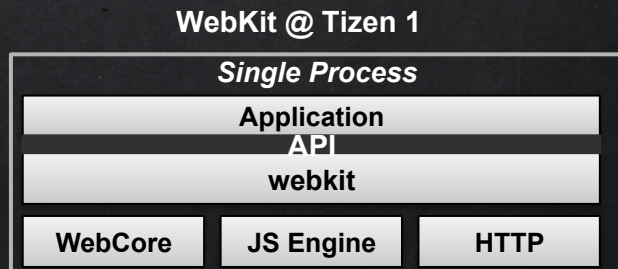 WebKit @ Tizen 1
Single Process
Application
API
webkit
WebCore JS Engine HTTP